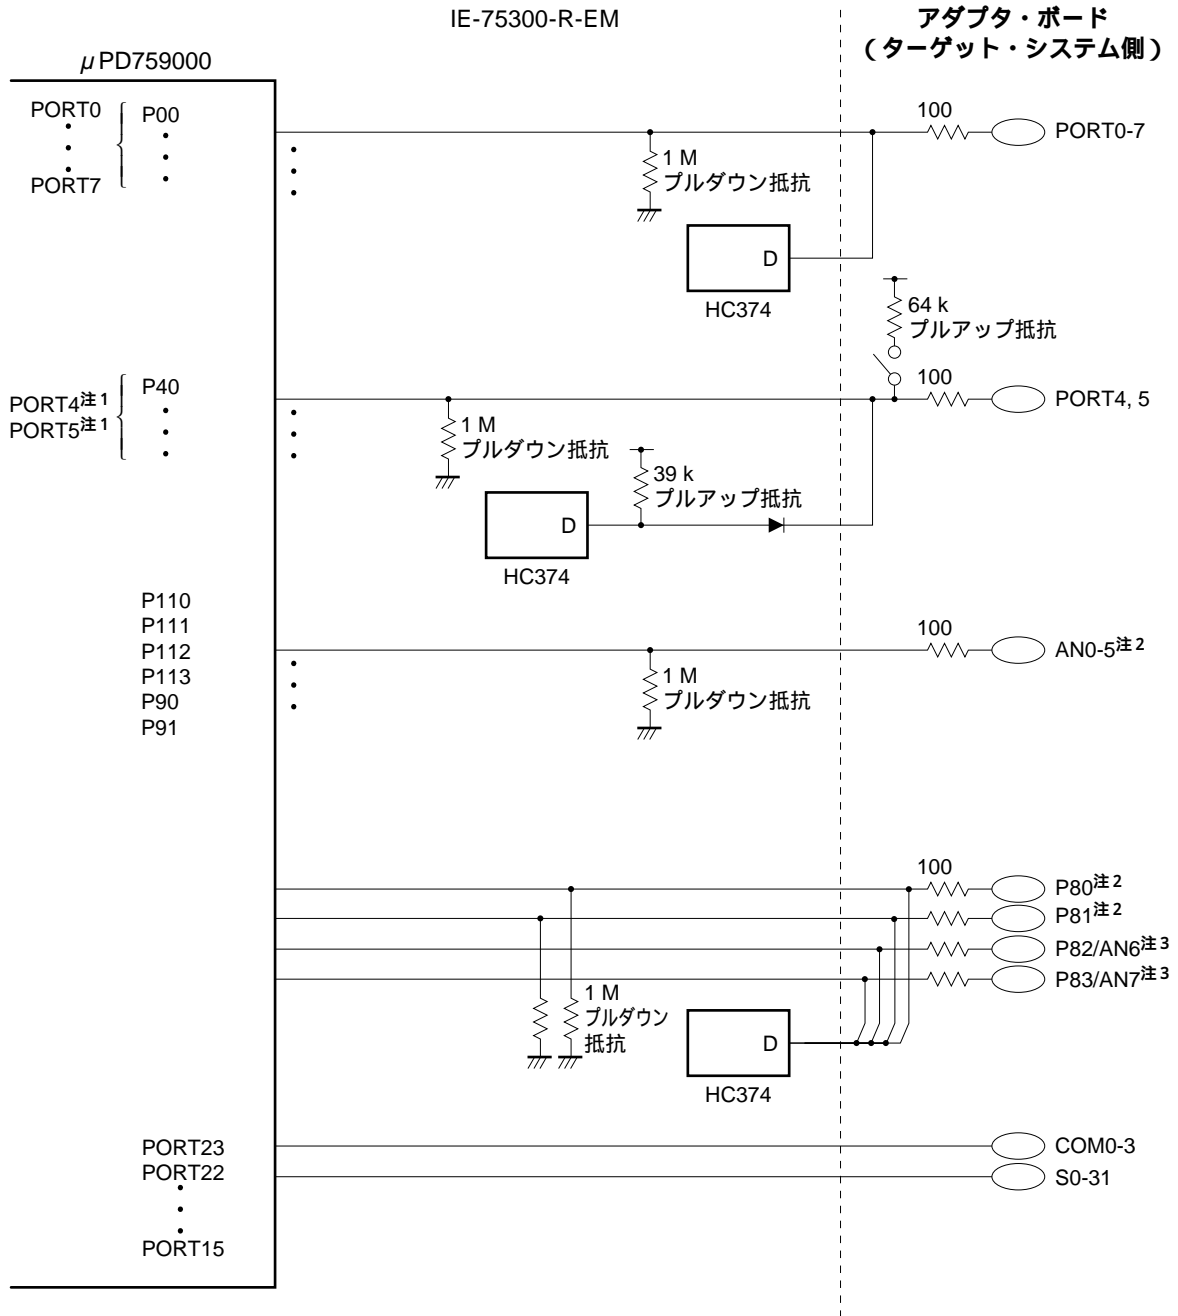 IE-75300-R-EM
アダプタ・ボード
(ターゲット・システム側)
μPD759000
PORT0
P00
PORT7
100
PORT0-7
1 M
プルダウン抵抗
D
HC374
64 k
プルアップ抵抗
PORT4注1
PORT5注1
P40
100
PORT4, 5
1 M
プルダウン抵抗
39 k
プルアップ抵抗
D
HC374
P110
P111
P112
P113
P90
P91
100
AN0-5注2
1 M
プルダウン抵抗
100
P80注2
P81注2
P82/AN6注3
P83/AN7注3
1 M
プルダウン
抵抗
D
HC374
PORT23
PORT22
PORT15
COM0-3
S0-31